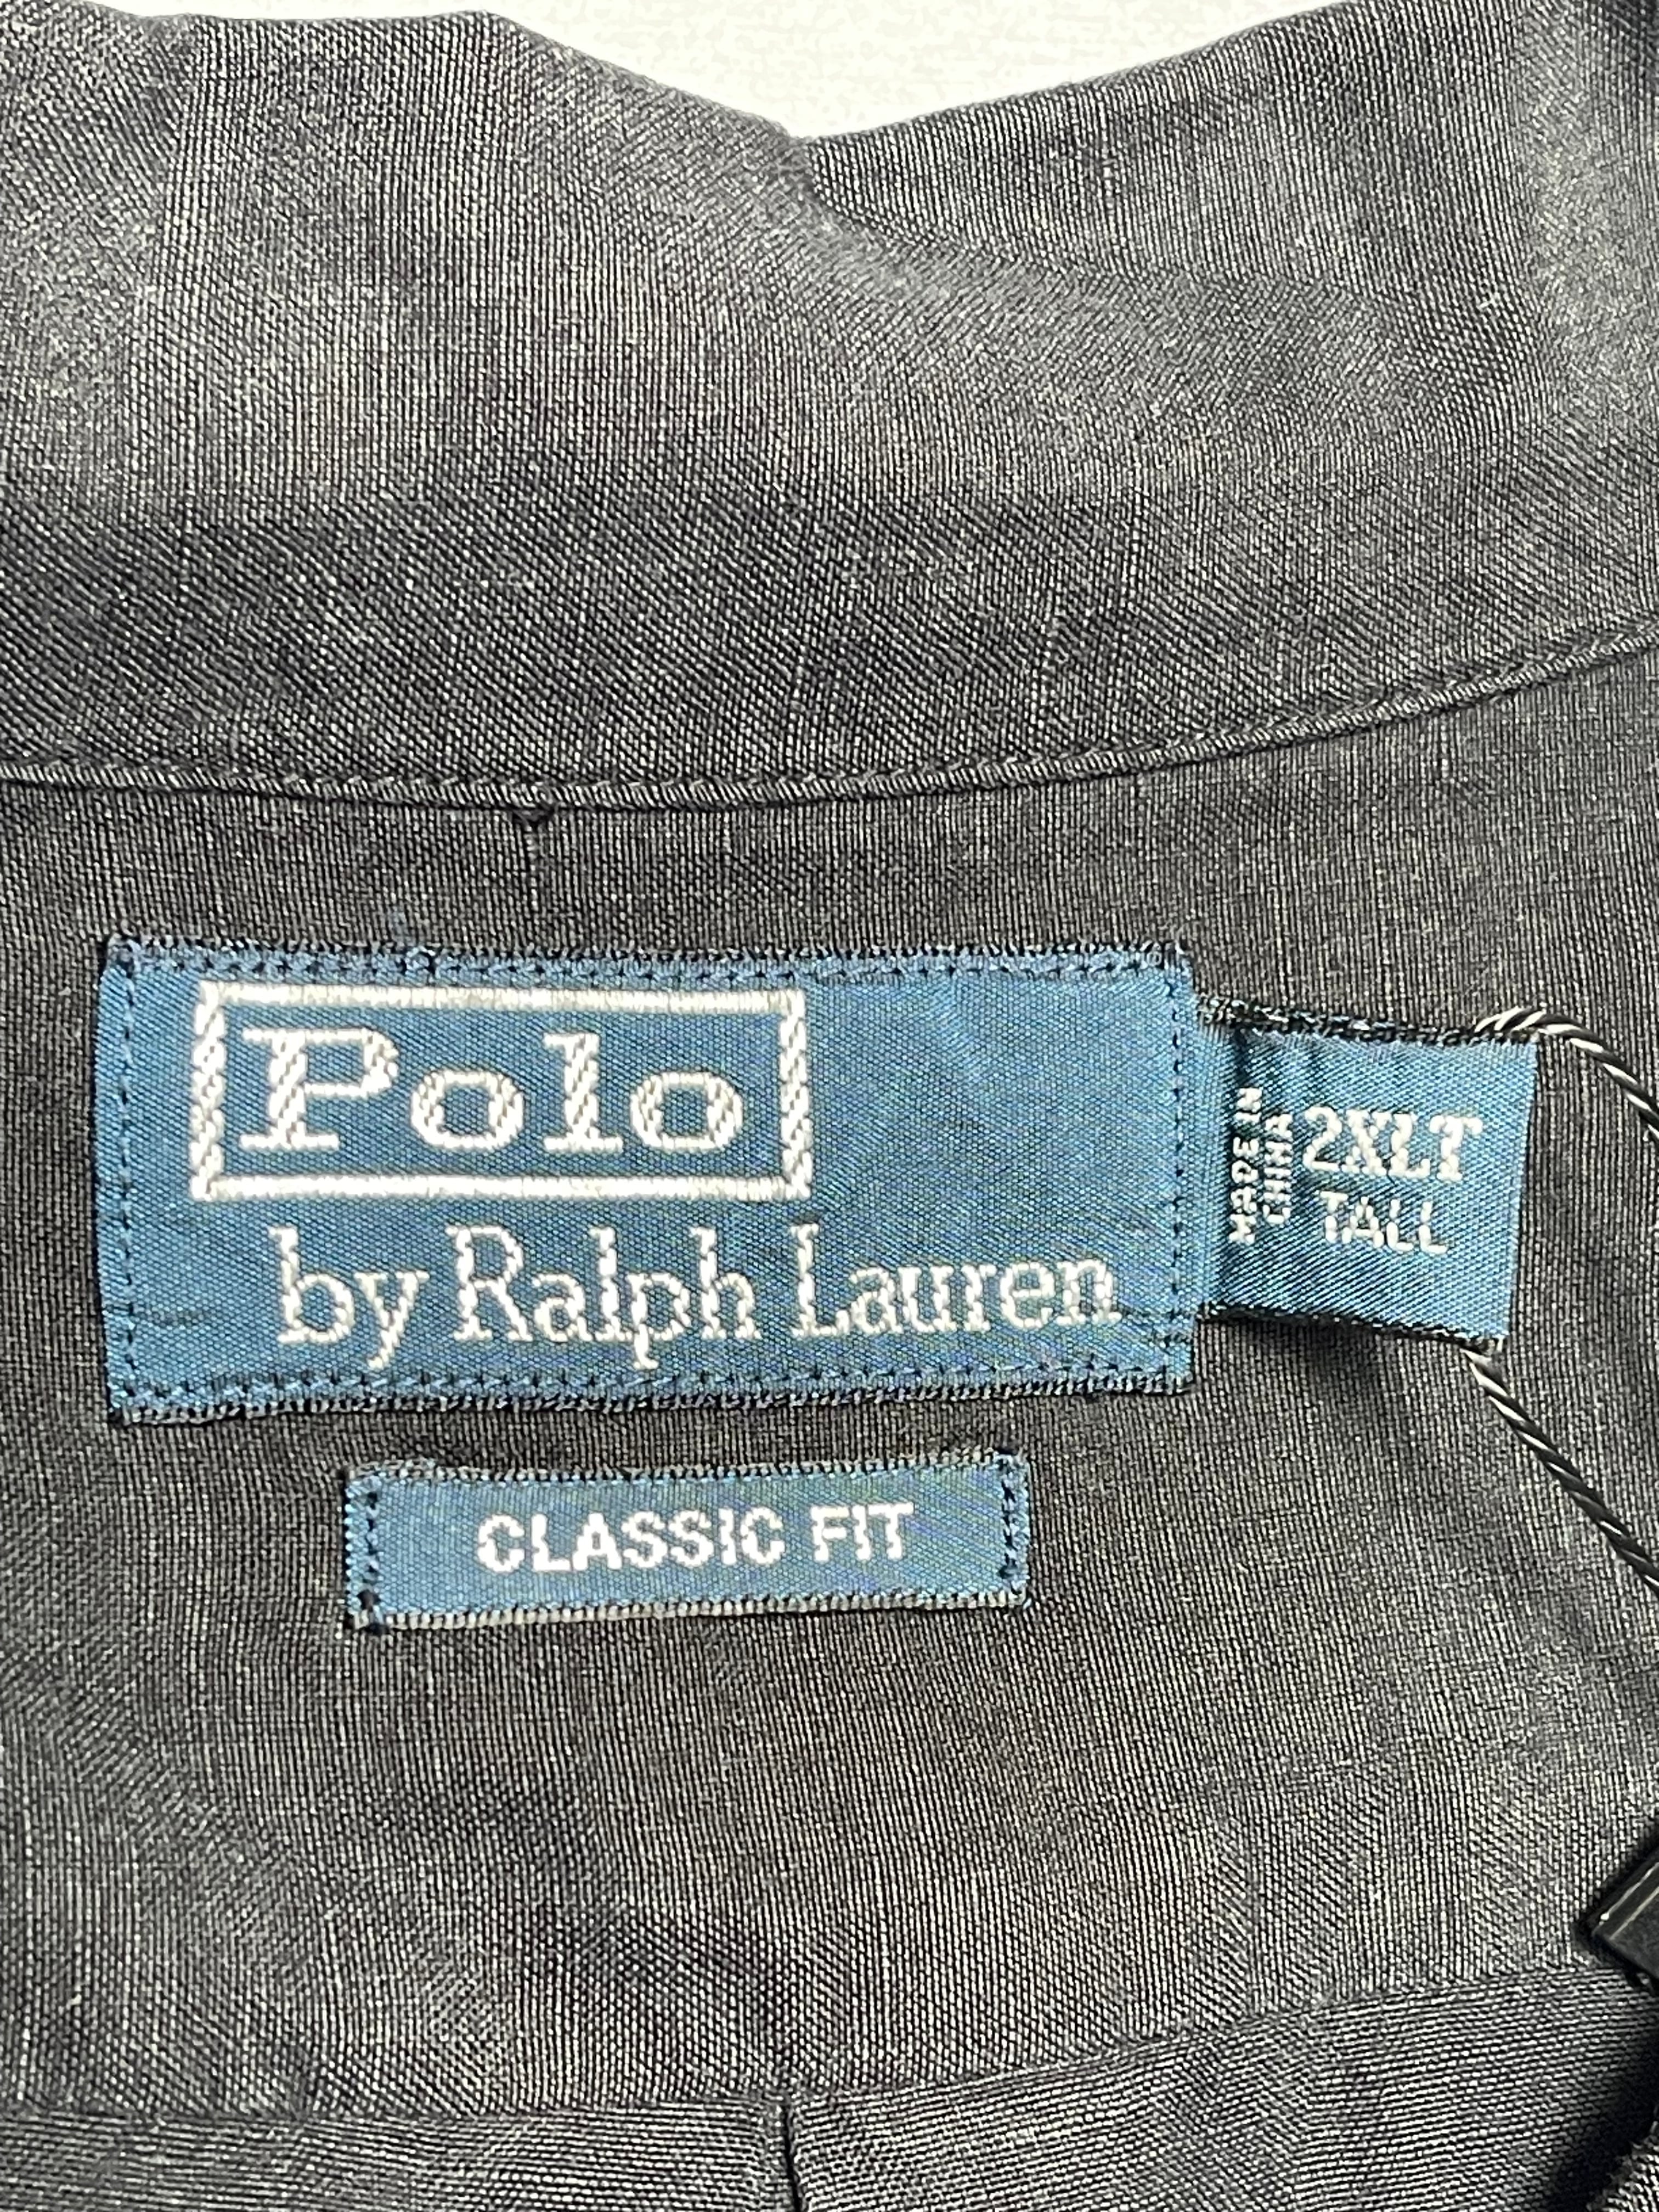 Polo
by Ralph Lauren
MADE IN
CHINA
2XLT
TALL
CLASSIC FIT